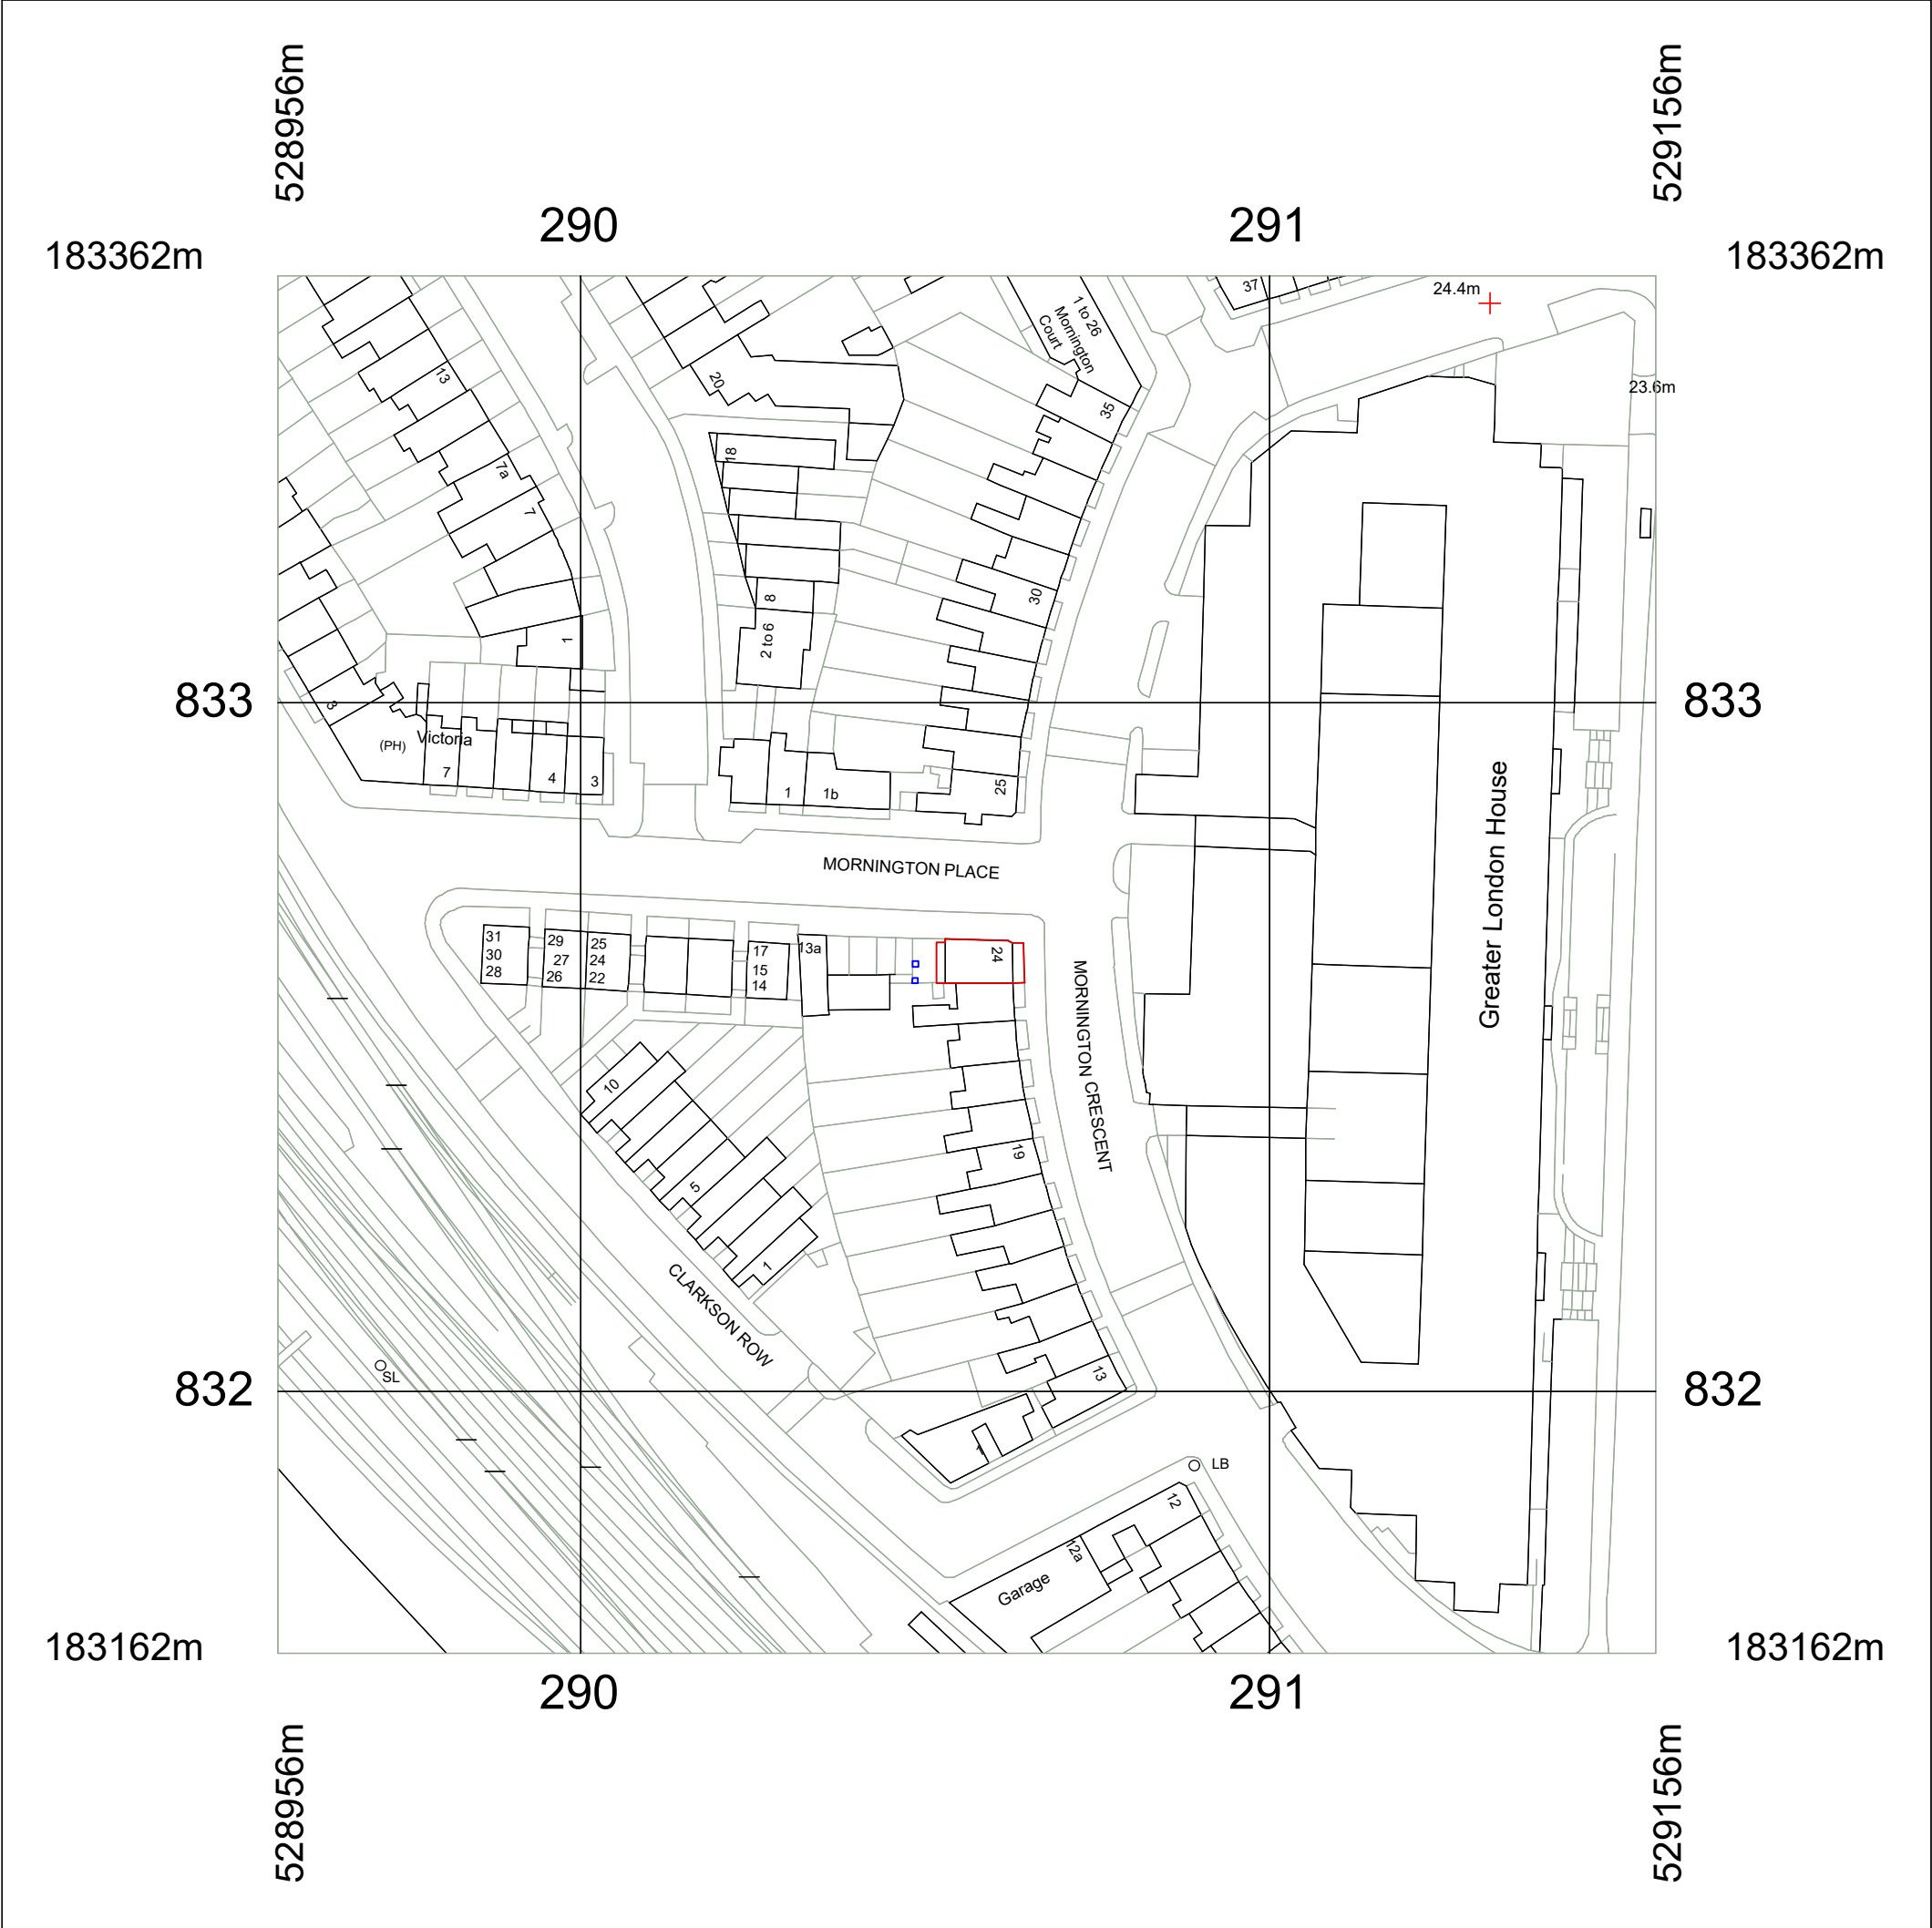 528956m
529156m
290
291
183362m
183362m
37
24.4m
1 to 26
Mornington
Court
23.6m
13
20
35
18
7a
7
30
8
1
2 to 6
833
833
3
(PH)
Victoria
7
4
3
1
1b
25
MORNINGTON PLACE
Greater London House
31
30
28
29
27
26
25
24
22
17
15
14
13a
24
MORNINGTON CRESCENT
10
19
5
1
CLARKSON ROW
SL
13
832
832
1
LB
12
12a
Garage
183162m
183162m
290
291
528956m
529156m